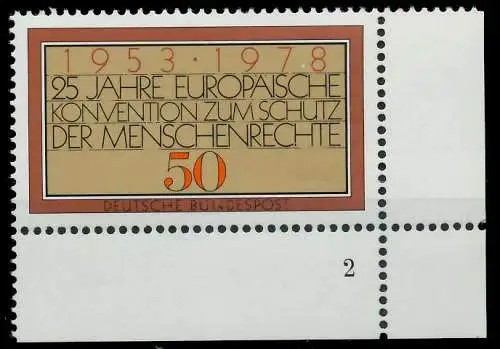 1953·1978
25 JAHRE EUROPÄISCHE
KONVENTION ZUM SCHUTZ
DER MENSCHENRECHTE
50
DEUTSCHE BUNDESPOST
2